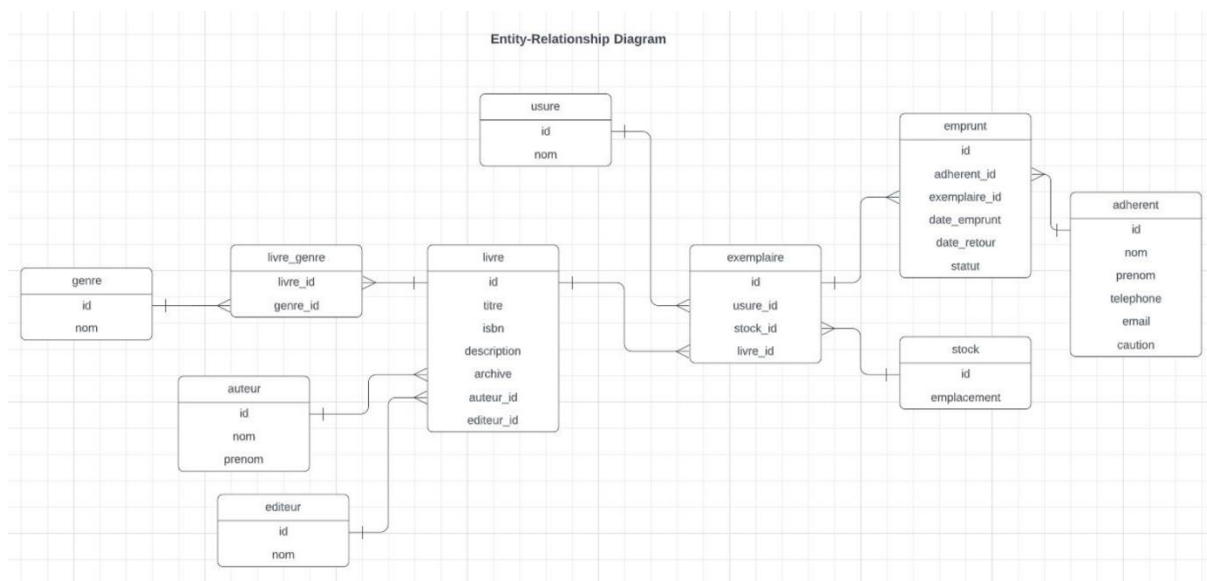 Entity-Relationship Diagram
usure
id
nom
emprunt
id
adherent_id
exemplaire_id
date_emprunt
date_retour
statut
adherent
id
nom
prenom
telephone
email
caution
livre_genre
livre_id
genre_id
livre
id
titre
isbn
description
archive
auteur_id
editeur_id
exemplaire
id
usure_id
stock_id
livre_id
genre
id
nom
stock
id
emplacement
auteur
id
nom
prenom
editeur
id
nom